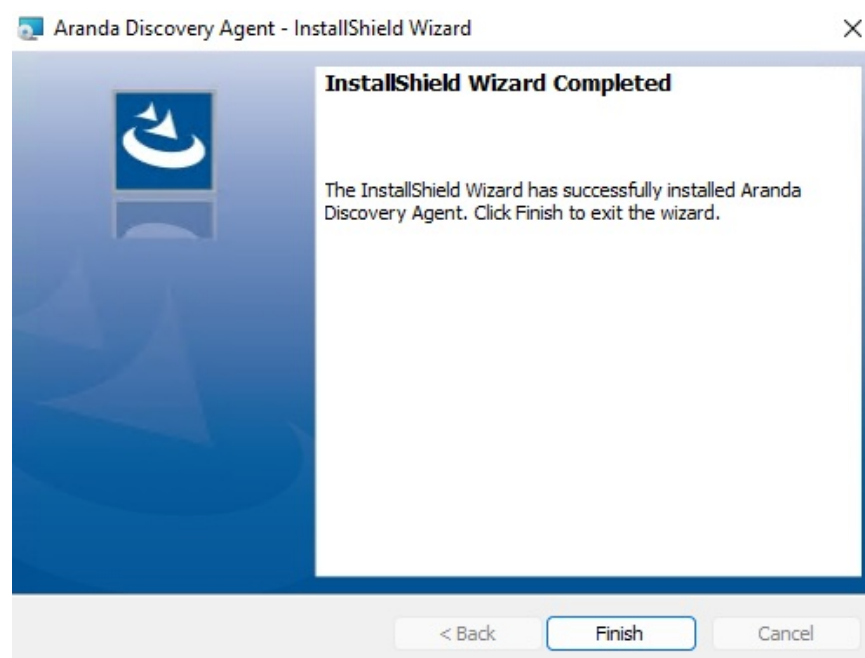 Aranda Discovery Agent - InstallShield Wizard
InstallShield Wizard Completed
The InstallShield Wizard has successfully installed Aranda
Discovery Agent. Click Finish to exit the wizard.
< Back Finish Cancel